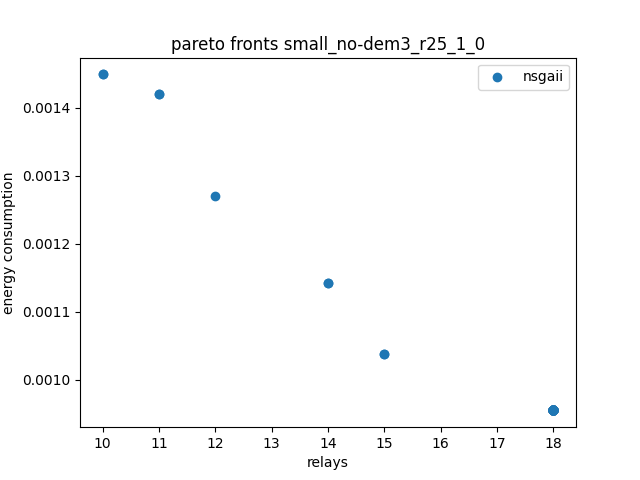 pareto fronts small_no-dem3_r25_1_0
nsgaii
energy consumption
0.0014
0.0013
0.0012
0.0011
0.0010
10 11 12 13 14 15 16 17 18
relays